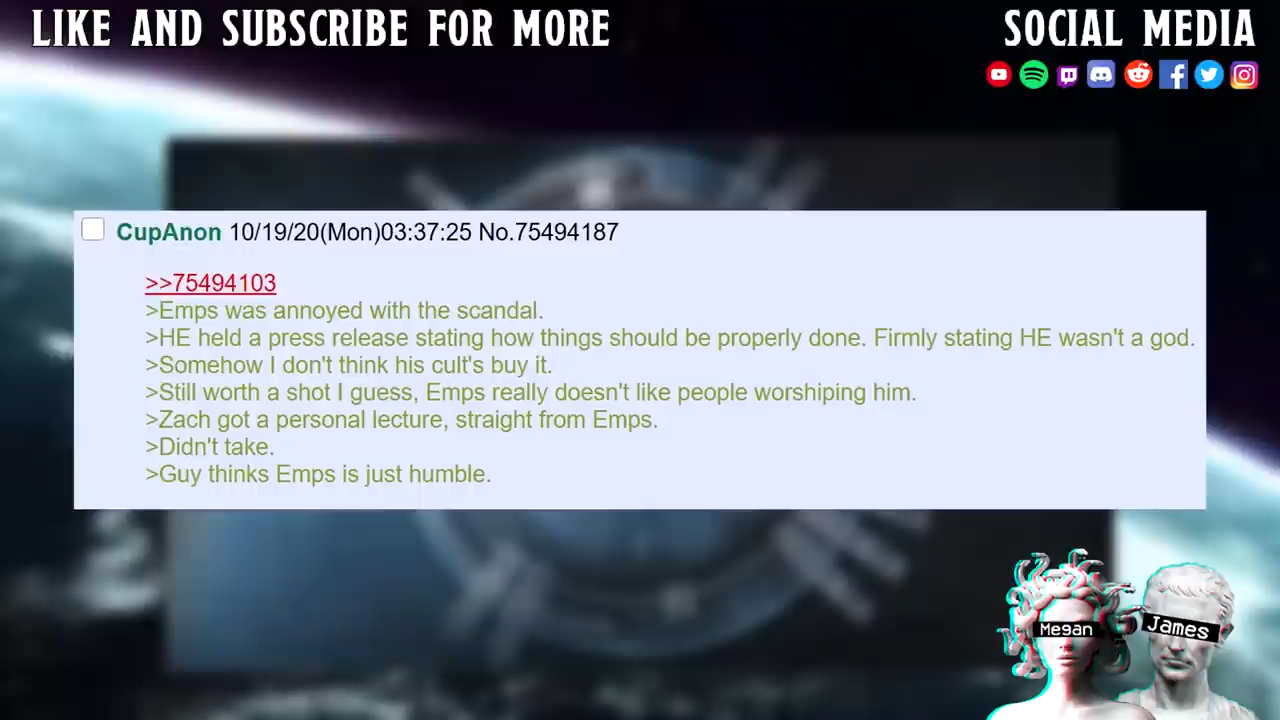 LIKE AND SUBSCRIBE FOR MORE
SOCIAL MEDIA
CupAnon 10/19/20(Mon)03:37:25 No.75494187
>>75494103
>Emps was annoyed with the scandal.
>HE held a press release stating how things should be properly done. Firmly stating HE wasn't a god.
>Somehow I don't think his cult's buy it.
>Still worth a shot I guess, Emps really doesn't like people worshiping him.
>Zach got a personal lecture, straight from Emps.
>Didn't take.
>Guy thinks Emps is just humble.
Megan
James